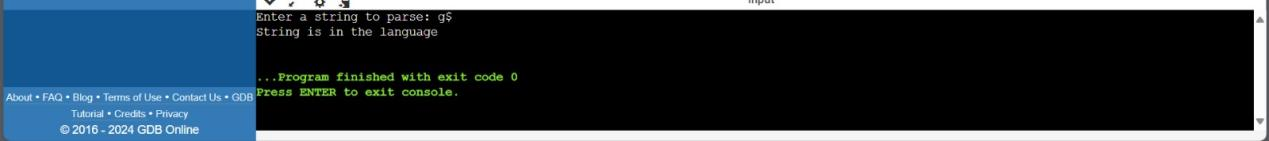 input
Enter a string to parse: g$
String is in the language
...Program finished with exit code 0
Press ENTER to exit console.
About • FAQ • Blog • Terms of Use • Contact Us • GDB
Tutorial • Credits • Privacy
© 2016 - 2024 GDB Online